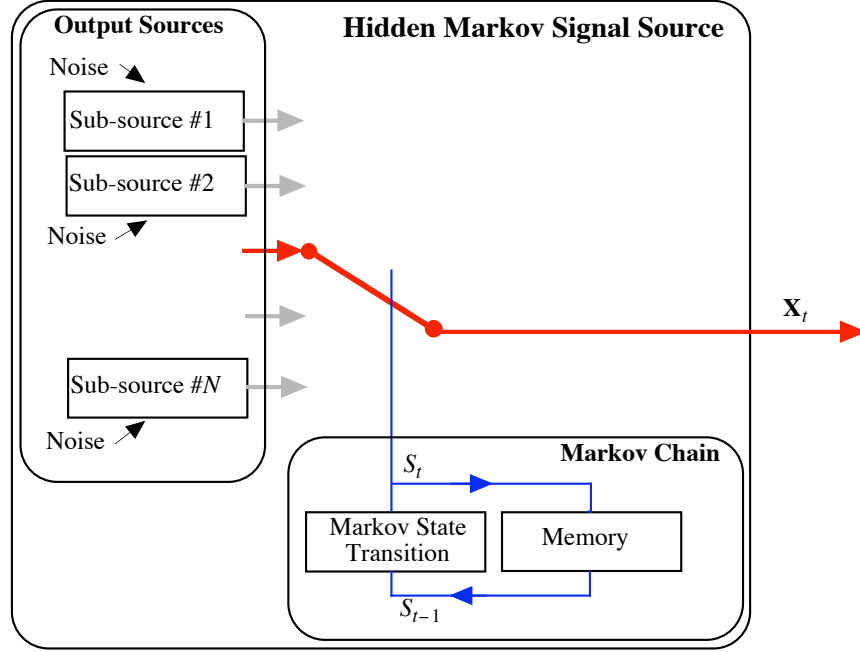 Output Sources
Hidden Markov Signal Source
Noise
Sub-source #1
Sub-source #2
Noise
X_t
Sub-source #N
Noise
Markov Chain
S_t
Markov State
Transition
Memory
S_{t−1}